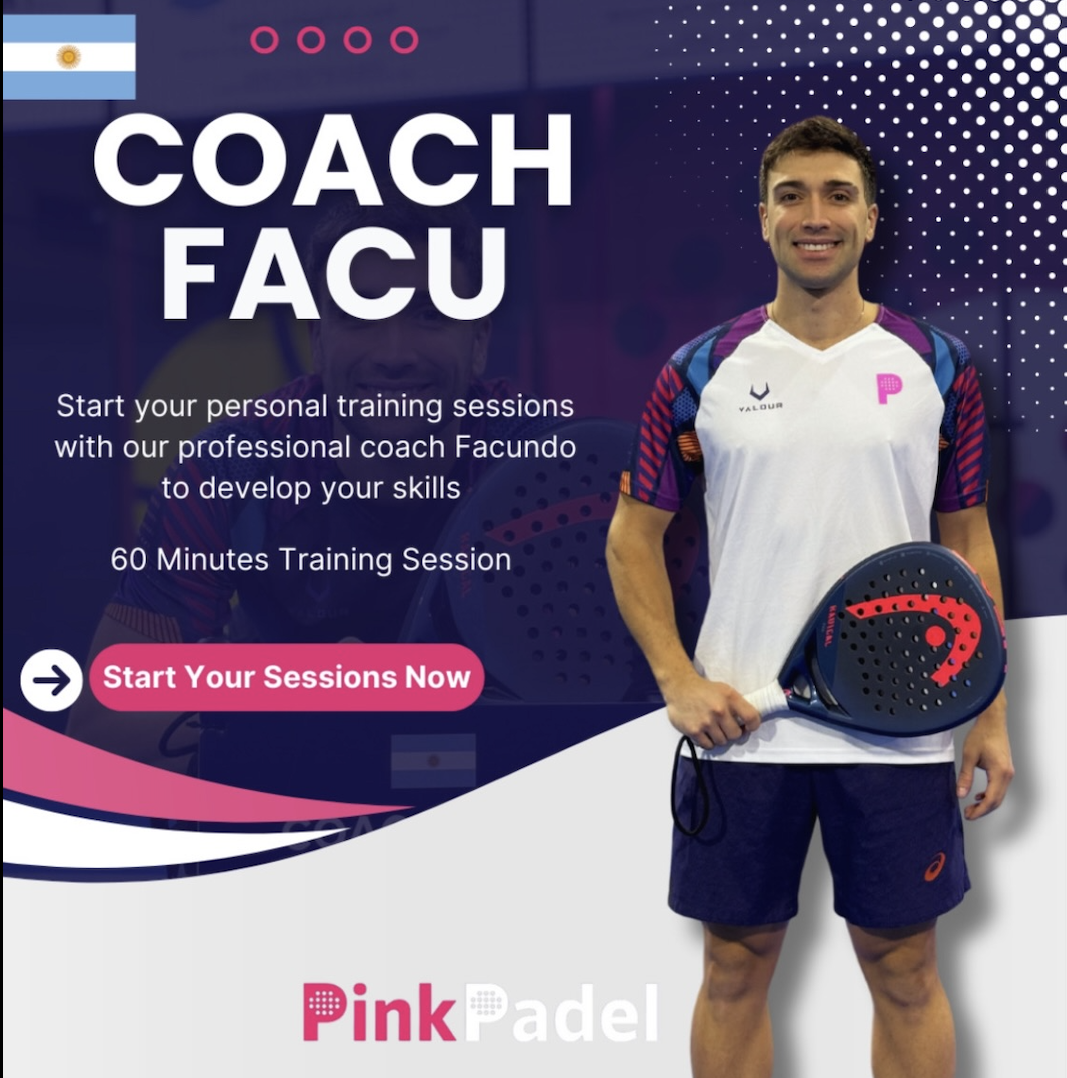 COACH
FACU
Start your personal training sessions
with our professional coach Facundo
to develop your skills
60 Minutes Training Session
Start Your Sessions Now
VALOUR
P
RADICAL
PinkPadel